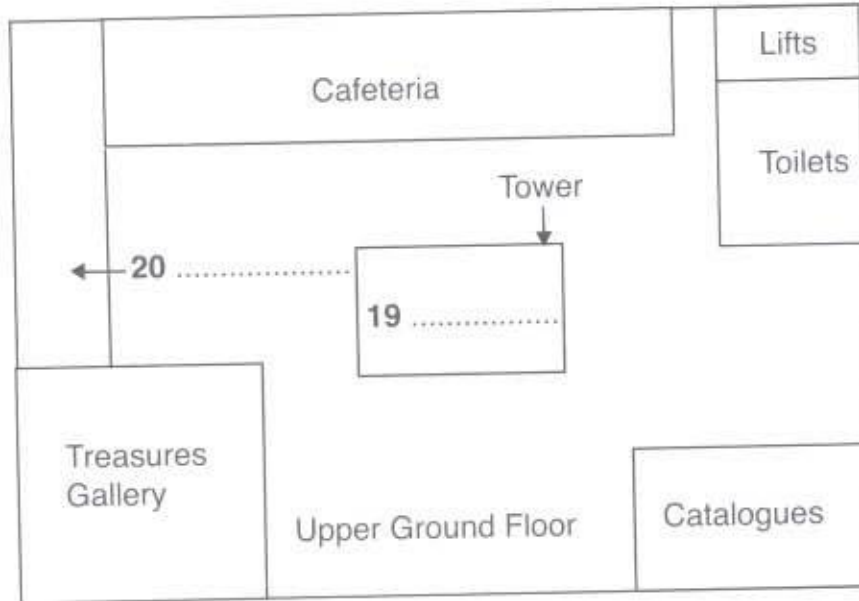 Lifts
Cafeteria
Toilets
Tower
20 ........................
19 ....................
Treasures
Gallery
Upper Ground Floor
Catalogues